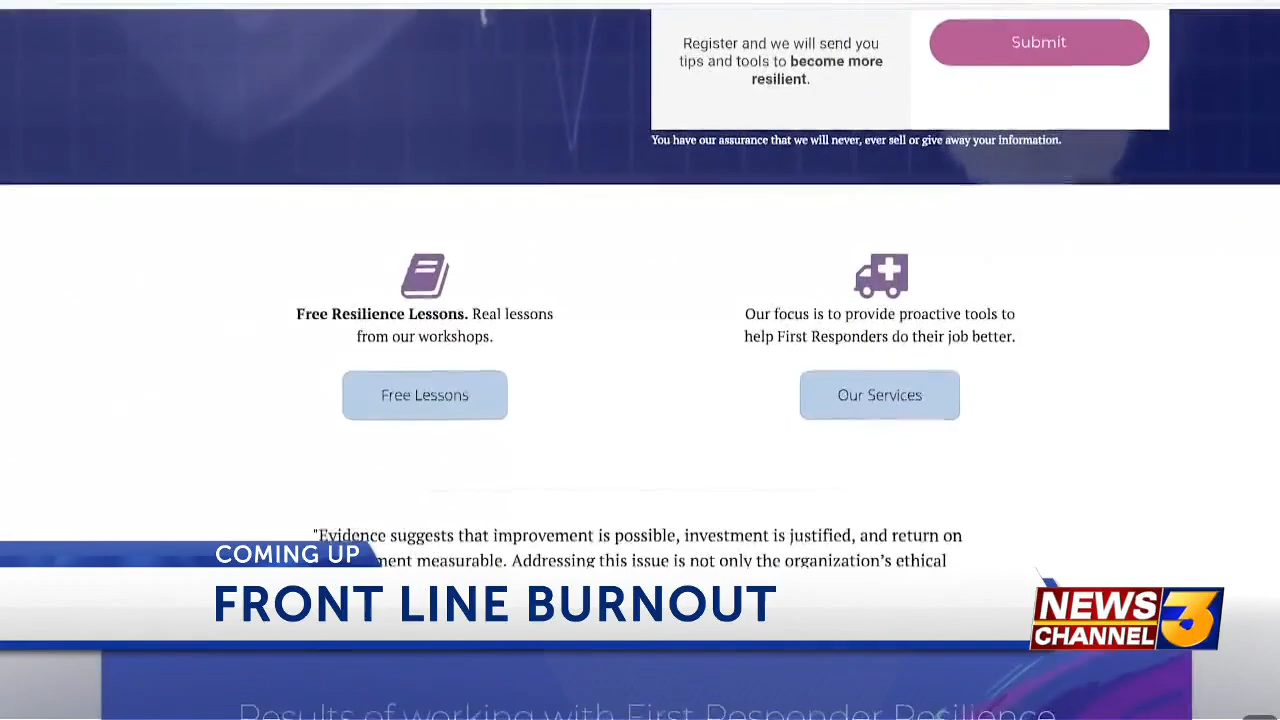 Register and we will send you
tips and tools to become more
resilient.
Submit
You have our assurance that we will never, ever sell or give away your information.
Free Resilience Lessons. Real lessons
from our workshops.
Free Lessons
Our focus is to provide proactive tools to
help First Responders do their job better.
Our Services
"Evidence suggests that improvement is possible, investment is justified, and return on
measurable. Addressing this issue is not only the organization's ethical
COMING UP
FRONT LINE BURNOUT
NEWS
CHANNEL 3
Results of working with First Responder Resilience